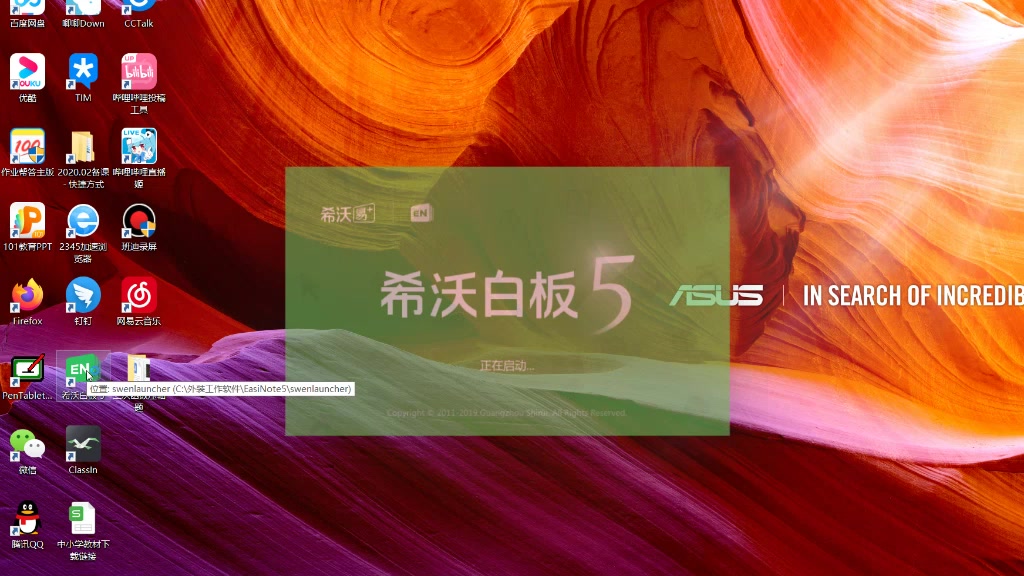 百度网盘
唧唧Down
CCTalk
优酷
TIM
哔哩哔哩投稿
工具
作业帮答主版
2020.02备课
- 快捷方式
哔哩哔哩直播
姬
101教育PPT
2345加速浏
览器
班迪录屏
Firefox
钉钉
网易云音乐
PenTablet...
希沃白板5
位置: swenlauncher (C:\外装工作软件\EasiNote5\swenlauncher)
题
微信
ClassIn
腾讯QQ
中小学教材下
载链接
希沃易+
EN
希沃白板5
正在启动...
Copyright © 2011-2019 Guangzhou Shirui. All Rights Reserved.
ASUS
IN SEARCH OF INCREDIB